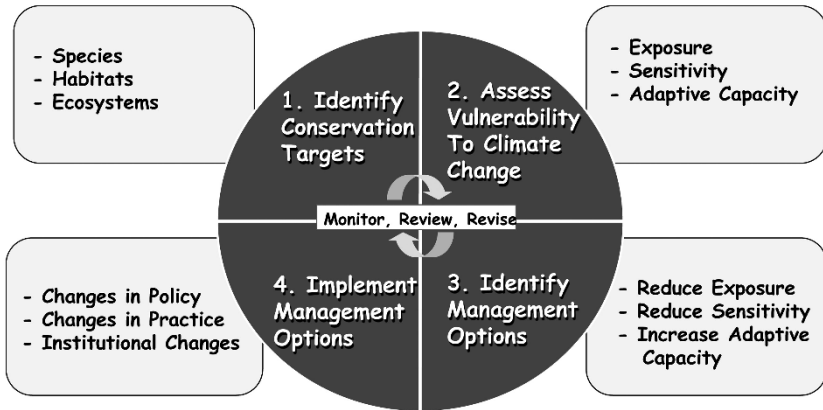 - Species
- Habitats
- Ecosystems
1. Identify
Conservation
Targets
2. Assess
Vulnerability
To Climate
Change
- Exposure
- Sensitivity
- Adaptive Capacity
Monitor, Review, Revise
- Changes in Policy
- Changes in Practice
- Institutional Changes
4. Implement
Management
Options
3. Identify
Management
Options
- Reduce Exposure
- Reduce Sensitivity
- Increase Adaptive
Capacity